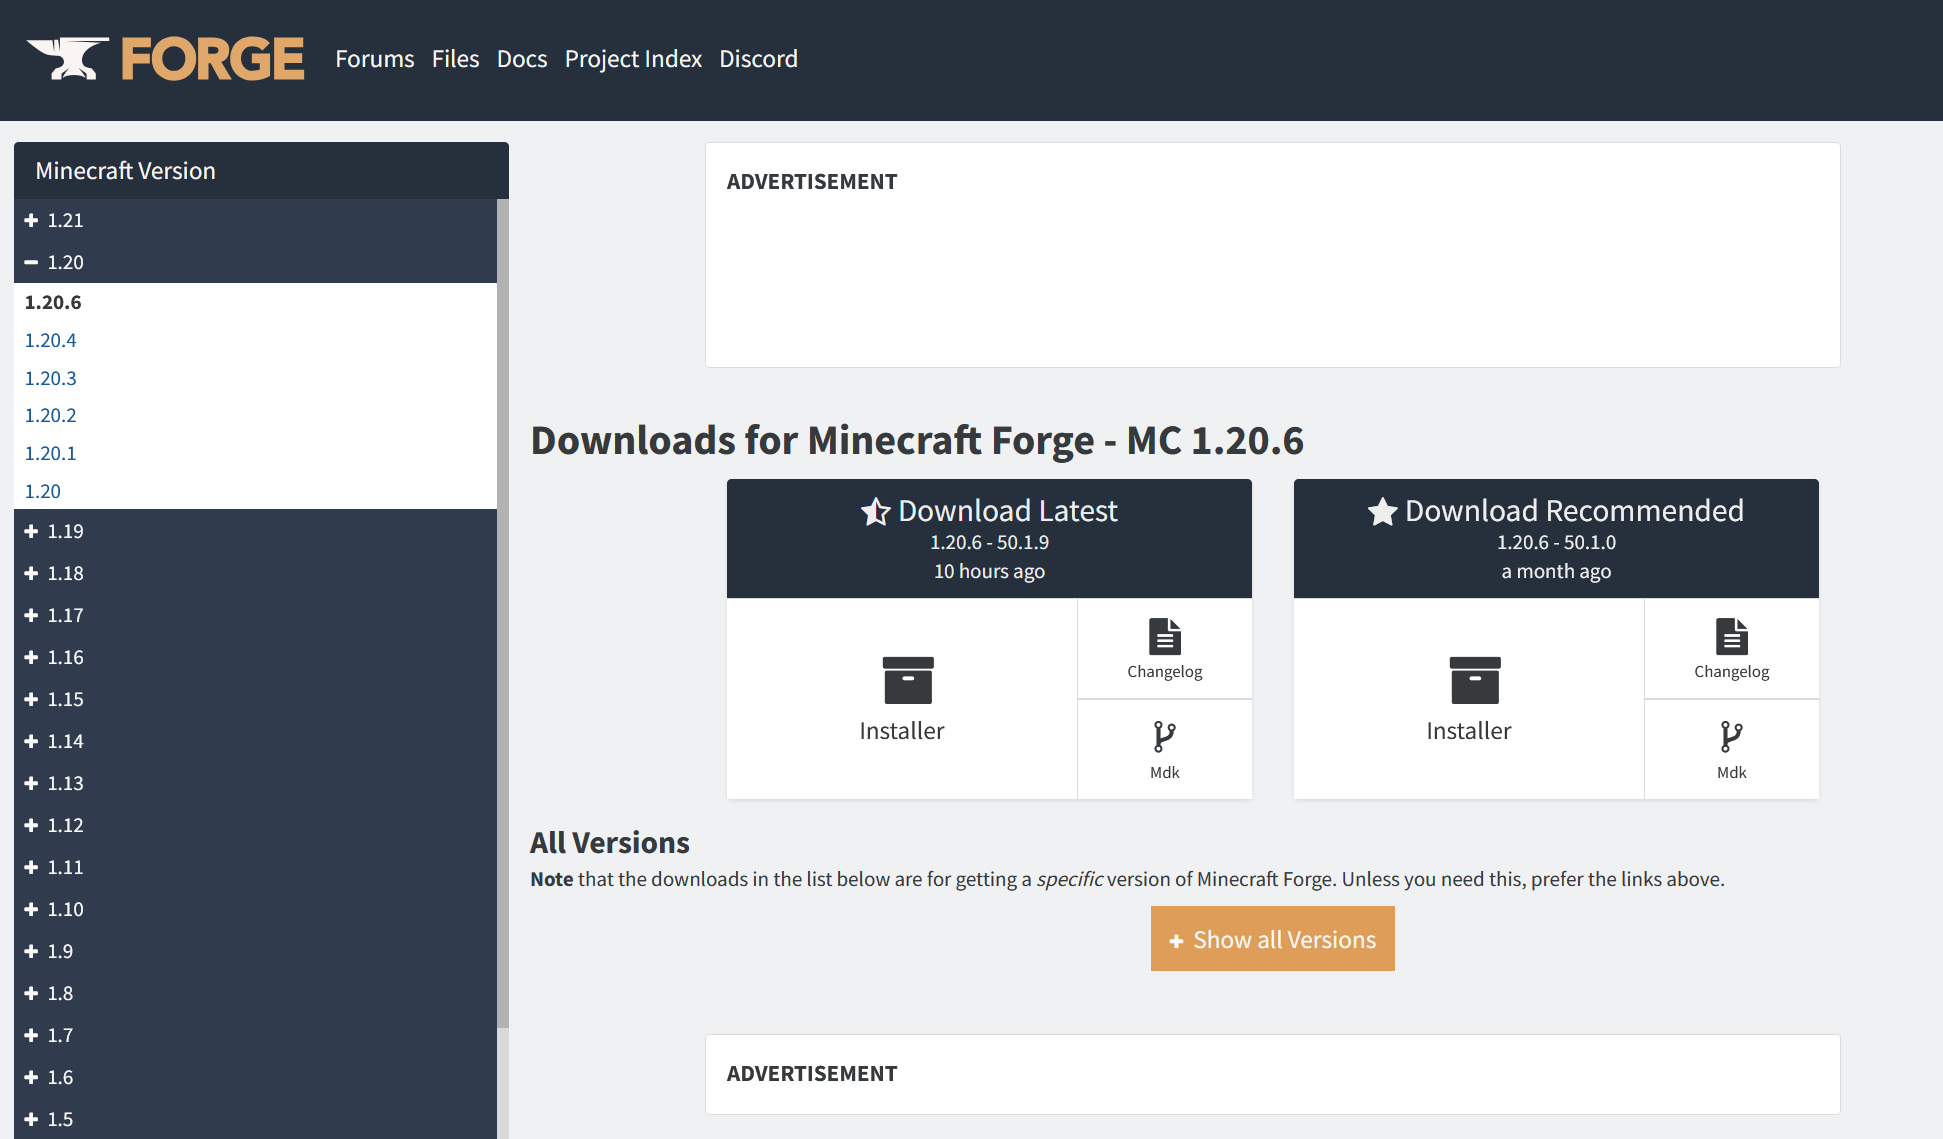 FORGE Forums Files Docs Project Index Discord
Minecraft Version
1.21
1.20
1.20.6
1.20.4
1.20.3
1.20.2
1.20.1
1.20
1.19
1.18
1.17
1.16
1.15
1.14
1.13
1.12
1.11
1.10
1.9
1.8
1.7
1.6
1.5
ADVERTISEMENT
Downloads for Minecraft Forge - MC 1.20.6
Download Latest
1.20.6 - 50.1.9
10 hours ago
Installer
Changelog
Mdk
Download Recommended
1.20.6 - 50.1.0
a month ago
Installer
Changelog
Mdk
All Versions
Note that the downloads in the list below are for getting a specific version of Minecraft Forge. Unless you need this, prefer the links above.
Show all Versions
ADVERTISEMENT